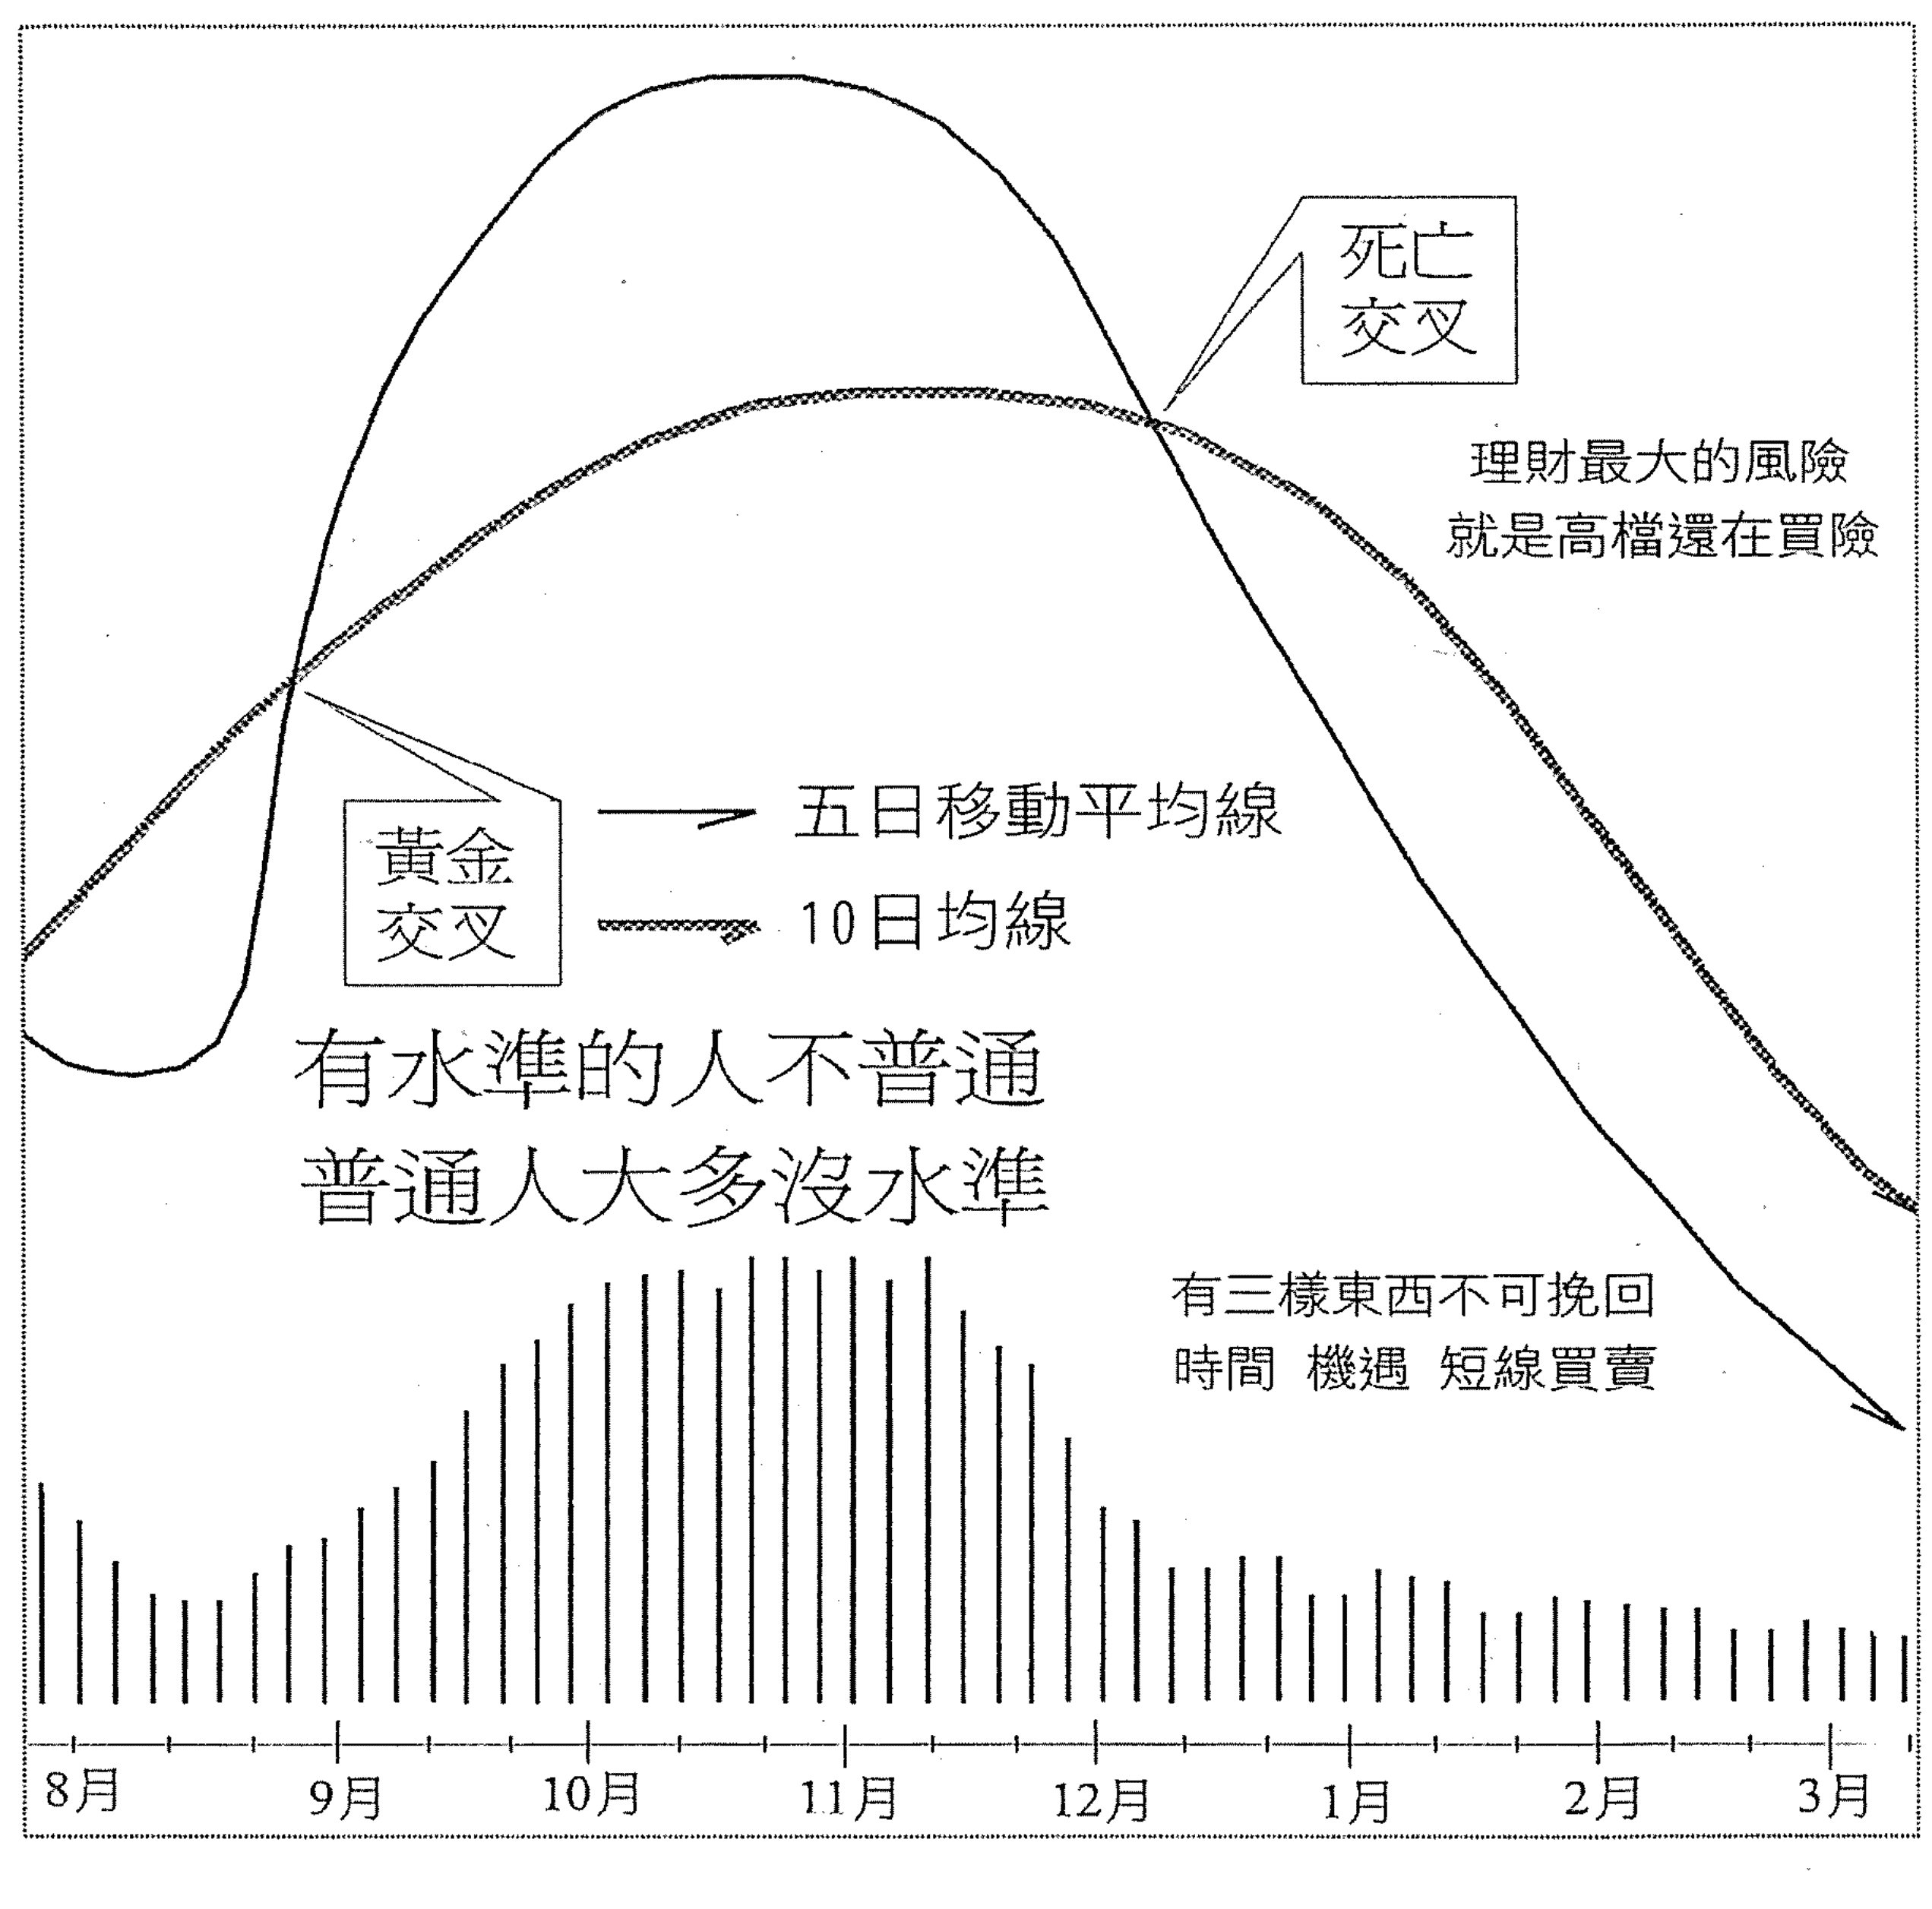 死亡
交叉
理財最大的風險
就是高檔還在買險
黃金
交叉
五日移動平均線
10日均線
有水準的人不普通
普通人大多沒水準
有三樣東西不可挽回
時間 機遇 短線買賣
8月 9月 10月 11月 12月 1月 2月 3月